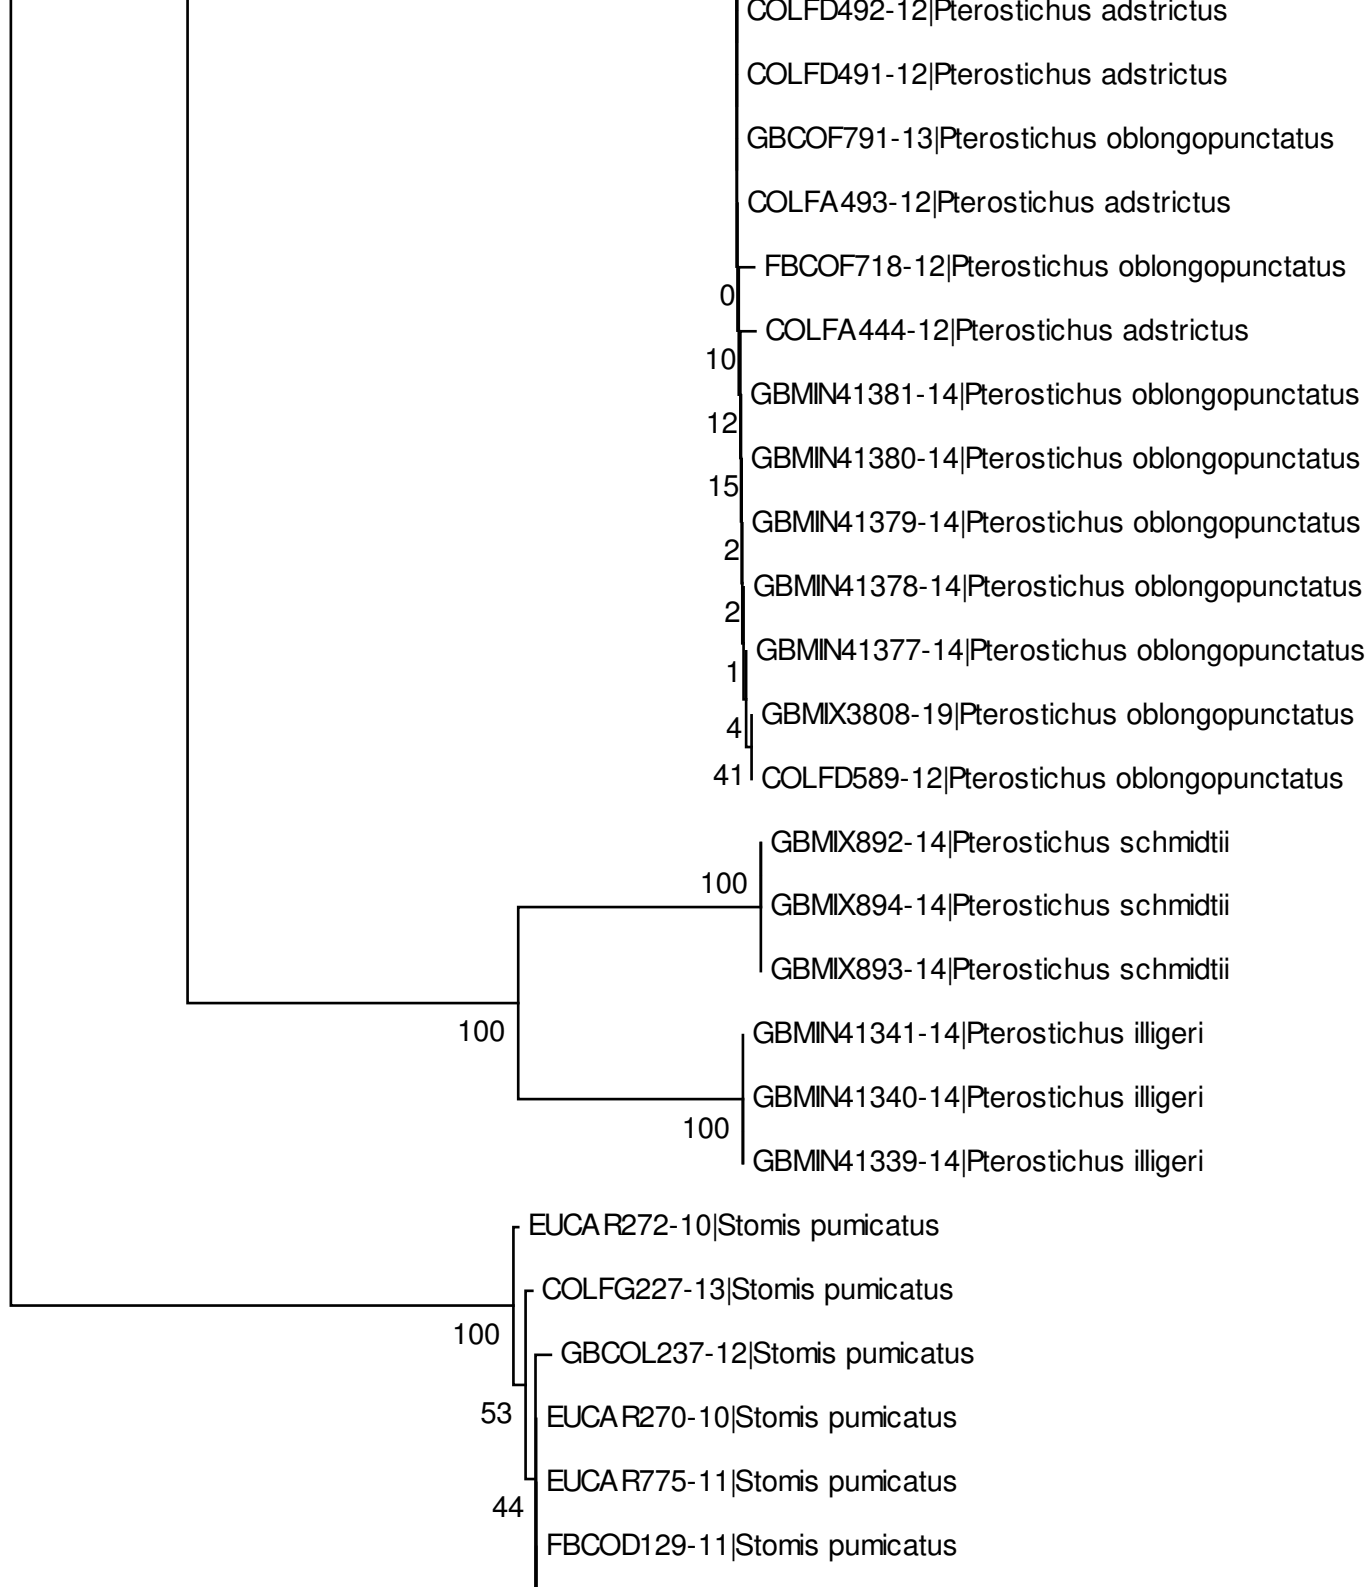 COLFD492-12|Pterostichus adstrictus
COLFD491-12|Pterostichus adstrictus
GBCOF791-13|Pterostichus oblongopunctatus
COLFA493-12|Pterostichus adstrictus
FBCOF718-12|Pterostichus oblongopunctatus
0
COLFA444-12|Pterostichus adstrictus
10
GBMIN41381-14|Pterostichus oblongopunctatus
12
GBMIN41380-14|Pterostichus oblongopunctatus
15
GBMIN41379-14|Pterostichus oblongopunctatus
2
GBMIN41378-14|Pterostichus oblongopunctatus
2
GBMIN41377-14|Pterostichus oblongopunctatus
1
GBMIX3808-19|Pterostichus oblongopunctatus
4
41
COLFD589-12|Pterostichus oblongopunctatus
GBMIX892-14|Pterostichus schmidtii
100
GBMIX894-14|Pterostichus schmidtii
GBMIX893-14|Pterostichus schmidtii
100
GBMIN41341-14|Pterostichus illigeri
GBMIN41340-14|Pterostichus illigeri
100
GBMIN41339-14|Pterostichus illigeri
EUCAR272-10|Stomis pumicatus
COLFG227-13|Stomis pumicatus
100
GBCOL237-12|Stomis pumicatus
53
EUCAR270-10|Stomis pumicatus
EUCAR775-11|Stomis pumicatus
44
FBCOD129-11|Stomis pumicatus